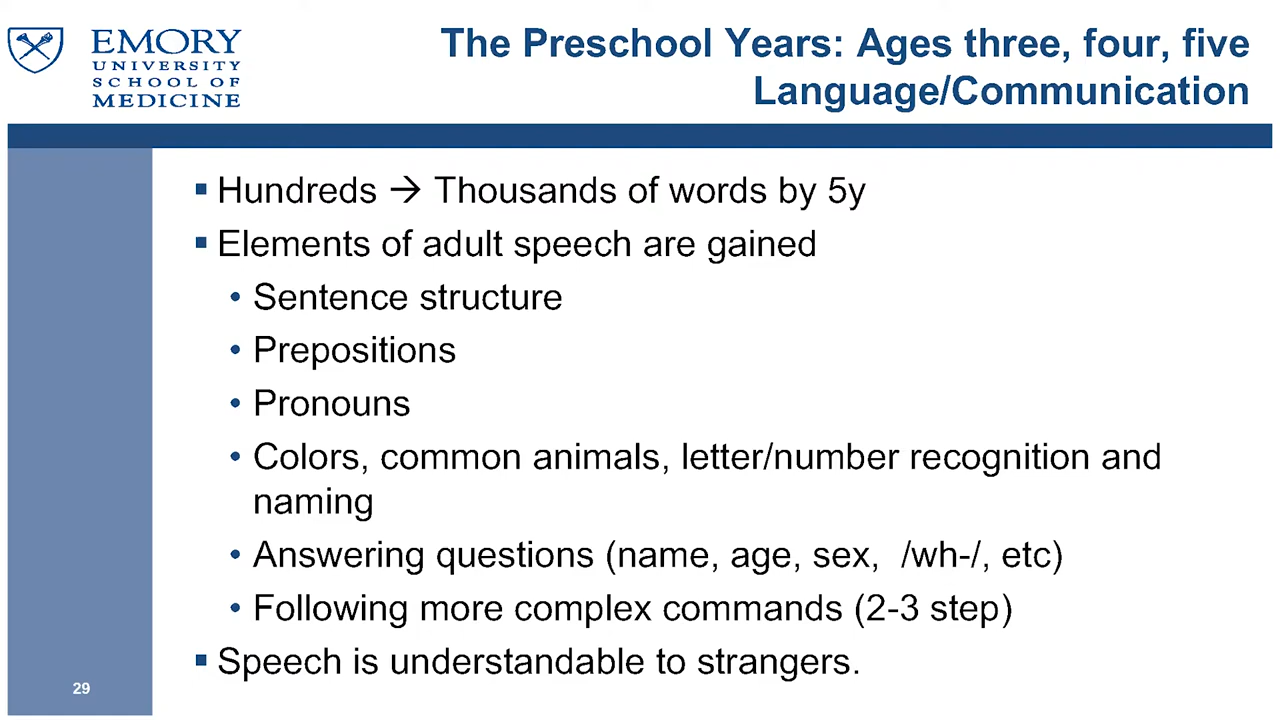 EMORY
UNIVERSITY
SCHOOL OF
MEDICINE
The Preschool Years: Ages three, four, five
Language/Communication
▪ Hundreds → Thousands of words by 5y
▪ Elements of adult speech are gained
• Sentence structure
• Prepositions
• Pronouns
• Colors, common animals, letter/number recognition and
naming
• Answering questions (name, age, sex,  /wh-/, etc)
• Following more complex commands (2-3 step)
▪ Speech is understandable to strangers.
29